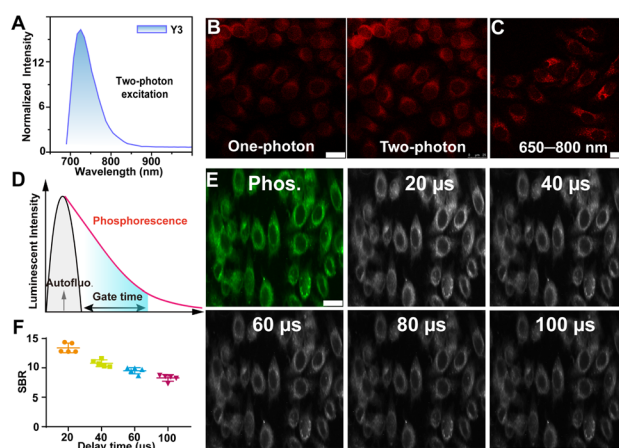 A
Normalized Intensity
12
6
0
Y3
Two-photon
excitation
700 800 900
Wavelength (nm)
B
One-photon
Two-photon
C
650–800 nm
D
Luminescent Intensity
Phosphorescence
Autofluo.
Gate time
E
Phos.
20 µs
40 µs
60 µs
80 µs
100 µs
F
SBR
15
10
5
0
20 40 60 100
Delay time (µs)